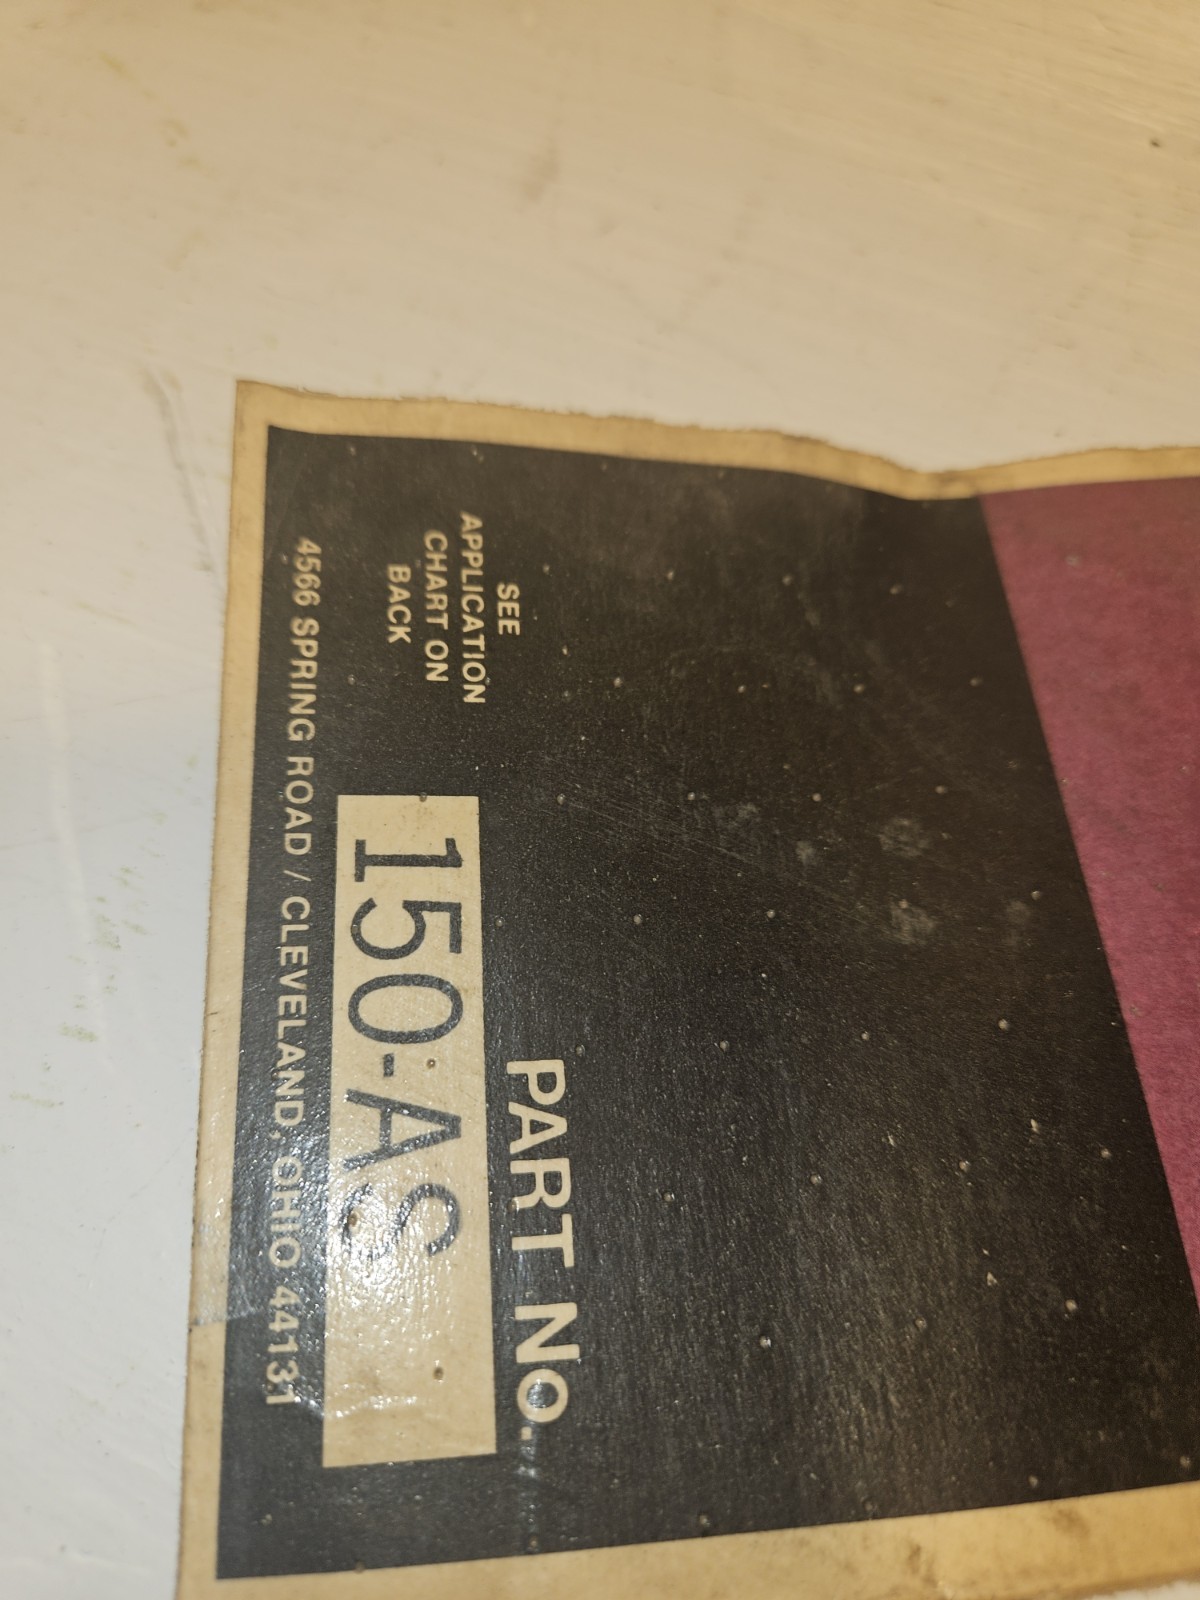 PART NO.
SEE
APPLICATION
CHART ON
BACK
150-AS
4566 SPRING ROAD / CLEVELAND, OHIO 44131